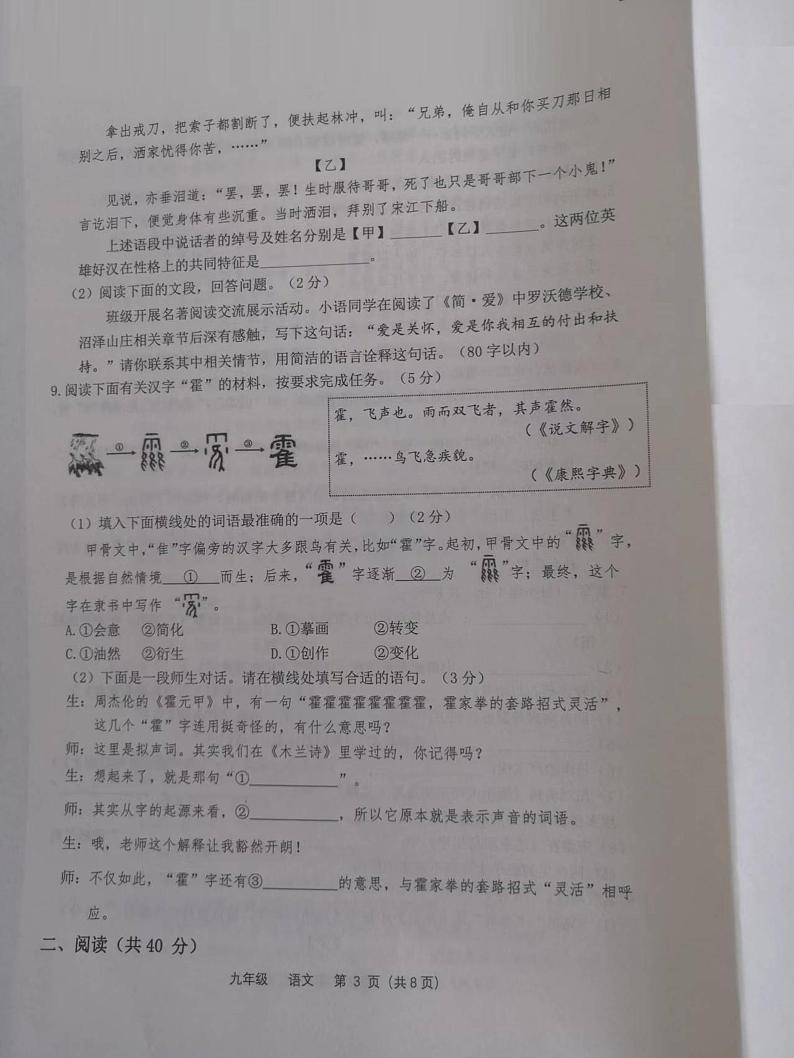 拿出戒刀，把索子都割断了，便扶起林冲，叫：“兄弟，俺自从和你买刀那日相
别之后，洒家忧得你苦，……”
【乙】
见说，亦垂泪道：“罢，罢，罢！生时服待哥哥，死了也只是哥哥部下一个小鬼！”
言讫泪下，便觉身体有些沉重。当时洒泪，拜别了宋江下船。
上述语段中说话者的绰号及姓名分别是【甲】______【乙】______。这两位英
雄好汉在性格上的共同特征是____________。
（2）阅读下面的文段，回答问题。（2分）
班级开展名著阅读交流展示活动。小语同学在阅读了《简·爱》中罗沃德学校、
沼泽山庄相关章节后深有感触，写下这句话：“爱是关怀，爱是你我相互的付出和扶
持。”请你联系其中相关情节，用简洁的语言诠释这句话。（80字以内）
9.阅读下面有关汉字“霍”的材料，按要求完成任务。（5分）
① ② ③ 霍
霍，飞声也。雨而双飞者，其声霍然。
（《说文解字》）
霍，……鸟飞急疾貌。
（《康熙字典》）
（1）填入下面横线处的词语最准确的一项是（    ）（2分）
甲骨文中，“隹”字偏旁的汉字大多跟鸟有关，比如“霍”字。起初，甲骨文中的“”字，
是根据自然情境__①__而生；后来，“”字逐渐__②__为“”字；最终，这个
字在隶书中写作“”。
A.①会意 ②简化 B.①摹画 ②转变
C.①油然 ②衍生 D.①创作 ②变化
（2）下面是一段师生对话。请在横线处填写合适的语句。（3分）
生：周杰伦的《霍元甲》中，有一句“霍霍霍霍霍霍霍霍，霍家拳的套路招式灵活”，
这几个“霍”字连用挺奇怪的，有什么意思吗？
师：这里是拟声词。其实我们在《木兰诗》里学过的，你记得吗？
生：想起来了，就是那句“①____________”。
师：其实从字的起源来看，②____________，所以它原本就是表示声音的词语。
生：哦，老师这个解释让我豁然开朗！
师：不仅如此，“霍”字还有③__________的意思，与霍家拳的套路招式“灵活”相呼
应。
二、阅读（共40 分）
九年级 语文 第 3 页（共8页）